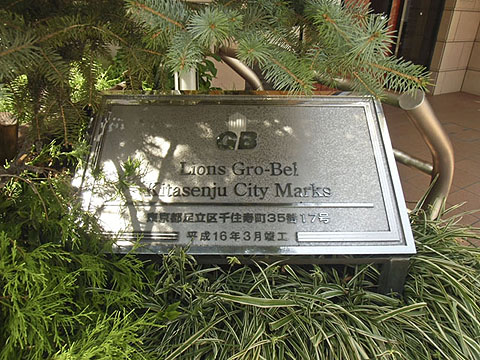 GB
Lions Gro-Bel
Kitasenju City Marks
東京都足立区千住寿町35番17号
平成16年3月竣工